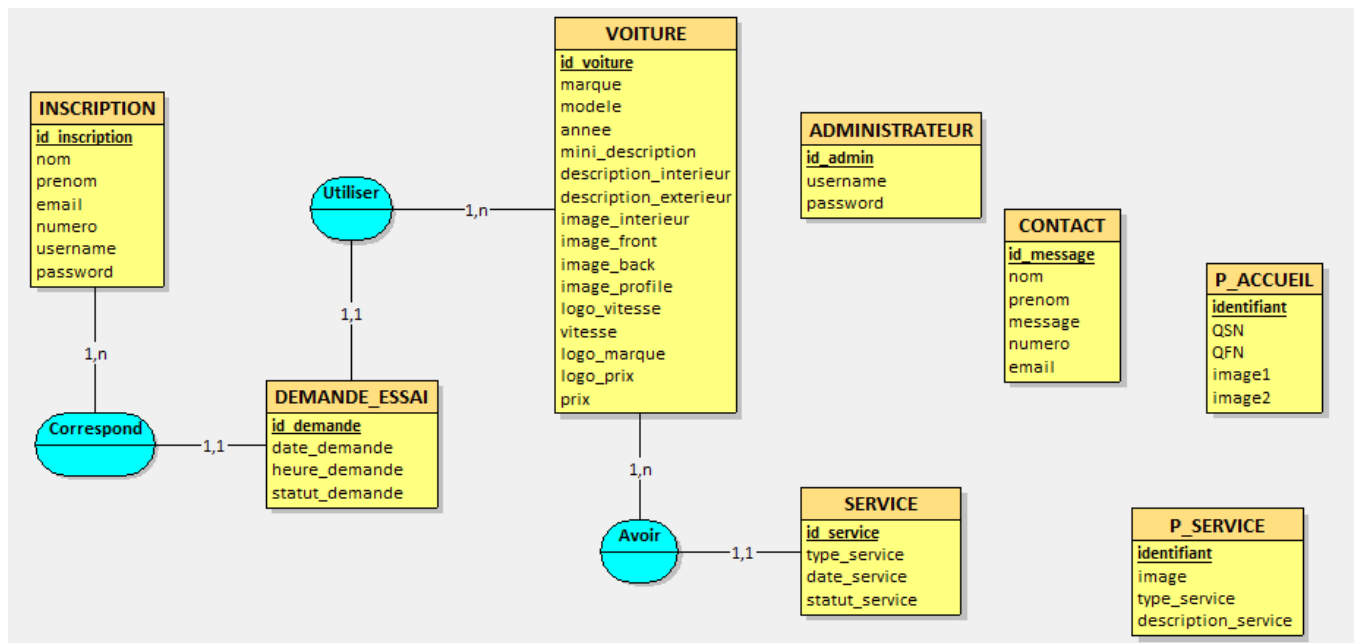 VOITURE
id_voiture
marque
modele
annee
mini_description
description_interieur
description_exterieur
image_interieur
image_front
image_back
image_profile
logo_vitesse
vitesse
logo_marque
logo_prix
prix
INSCRIPTION
id_inscription
nom
prenom
email
numero
username
password
Utiliser
1,n
1,1
1,n
Correspond
1,1
DEMANDE_ESSAI
id_demande
date_demande
heure_demande
statut_demande
ADMINISTRATEUR
id_admin
username
password
CONTACT
id_message
nom
prenom
message
numero
email
P_ACCUEIL
identifiant
QSN
QFN
image1
image2
1,n
Avoir
1,1
SERVICE
id_service
type_service
date_service
statut_service
P_SERVICE
identifiant
image
type_service
description_service